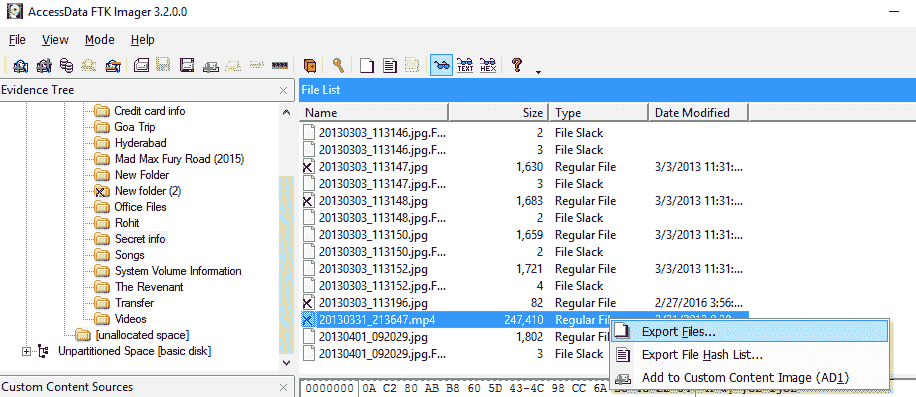 AccessData FTK Imager 3.2.0.0
File View Mode Help
TEXT HEX
Evidence Tree
Credit card info
Goa Trip
Hyderabad
Mad Max Fury Road (2015)
New Folder
New folder (2)
Office Files
Rohit
Secret info
Songs
System Volume Information
The Revenant
Transfer
Videos
[unallocated space]
Unpartitioned Space [basic disk]
Custom Content Sources
File List
Name Size Type Date Modified
20130303_113146.jpg.F... 2 File Slack
20130303_113146.jpg.F... 3 File Slack
20130303_113147.jpg 1,630 Regular File 3/3/2013 11:31:...
20130303_113147.jpg.F... 3 File Slack
20130303_113148.jpg 1,683 Regular File 3/3/2013 11:31:...
20130303_113148.jpg.F... 2 File Slack
20130303_113150.jpg 1,659 Regular File 3/3/2013 11:31:...
20130303_113150.jpg.F... 2 File Slack
20130303_113152.jpg 1,721 Regular File 3/3/2013 11:31:...
20130303_113152.jpg.F... 4 File Slack
20130303_113196.jpg 82 Regular File 2/27/2016 3:56:...
20130331_213647.mp4 247,410 Regular File
20130401_092029.jpg 1,802 Regular File
20130401_092029.jpg.F... 3 File Slack
Export Files...
Export File Hash List...
Add to Custom Content Image (AD1)
00000000 0A C2 80 AB B8 60 5D 43-4C 98 CC 6A